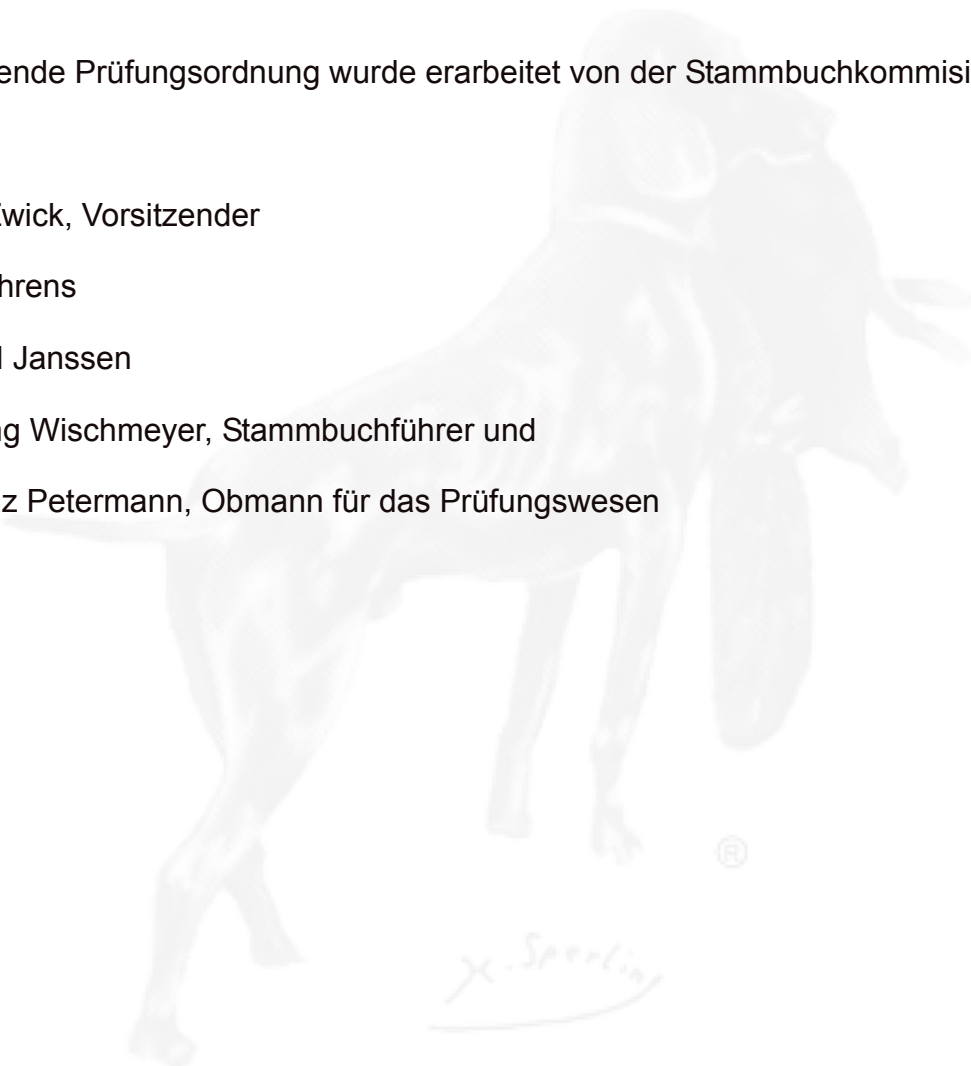 ende Prüfungsordnung wurde erarbeitet von der Stammbuchkommisi
wick, Vorsitzender
hrens
Janssen
g Wischmeyer, Stammbuchführer und
z Petermann, Obmann für das Prüfungswesen
®
H. Sperling